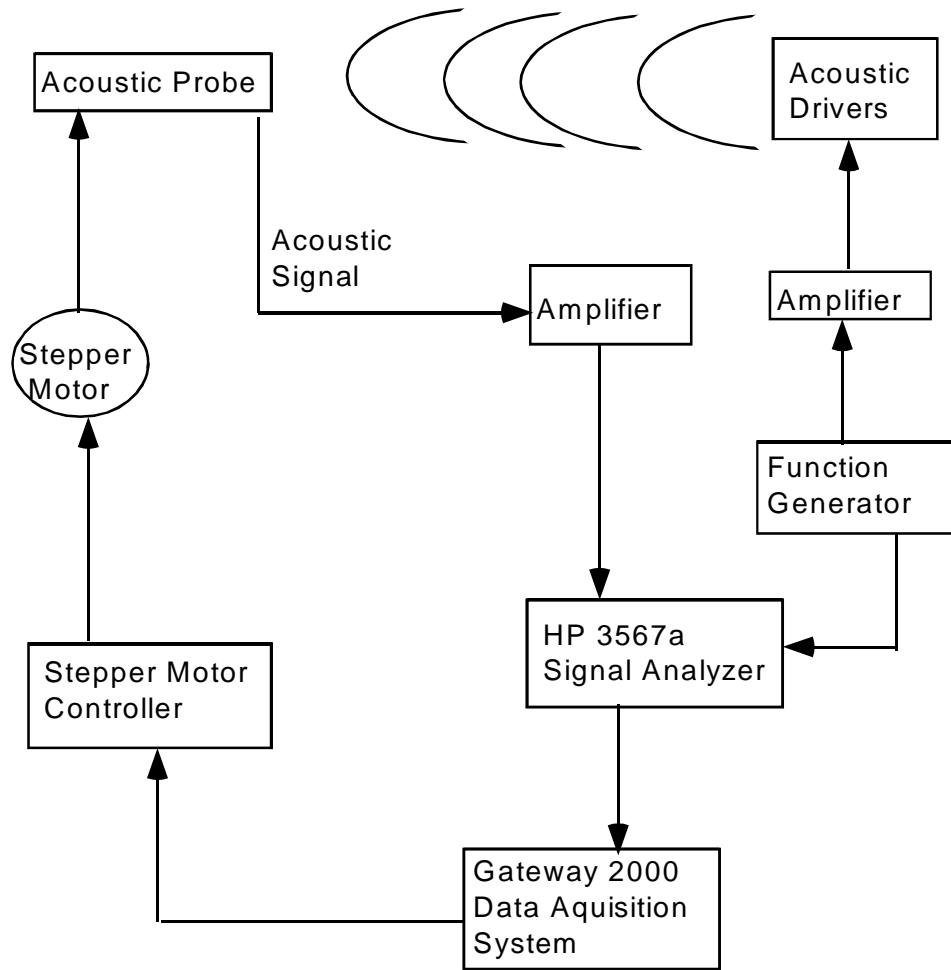 Acoustic Probe
Acoustic
Drivers
Acoustic
Signal
Amplifier
Amplifier
Stepper
Motor
Function
Generator
HP 3567a
Signal Analyzer
Stepper Motor
Controller
Gateway 2000
Data Aquisition
System